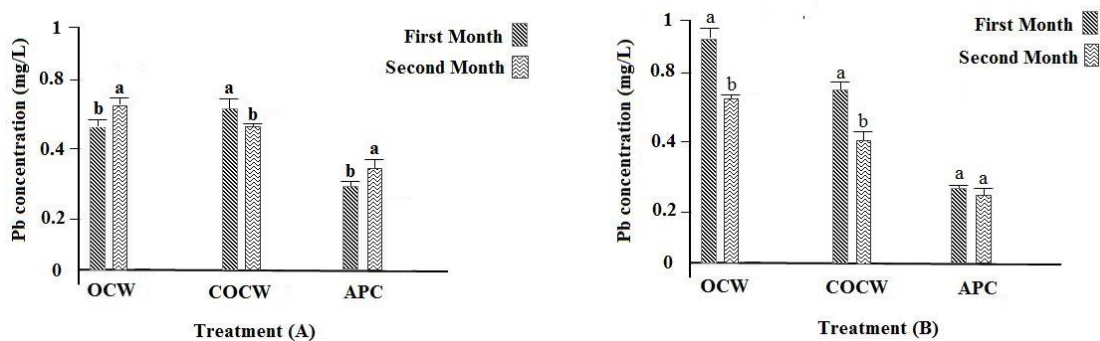 Pb concentration (mg/L)
1
0.8
0.4
0.2
0
First Month
Second Month
b
a
a
b
b
a
OCW
COCW
APC
Treatment (A)
Pb concentration (mg/L)
1
0.8
0.4
0.2
0
First Month
Second Month
a
b
a
b
a
a
OCW
COCW
APC
Treatment (B)